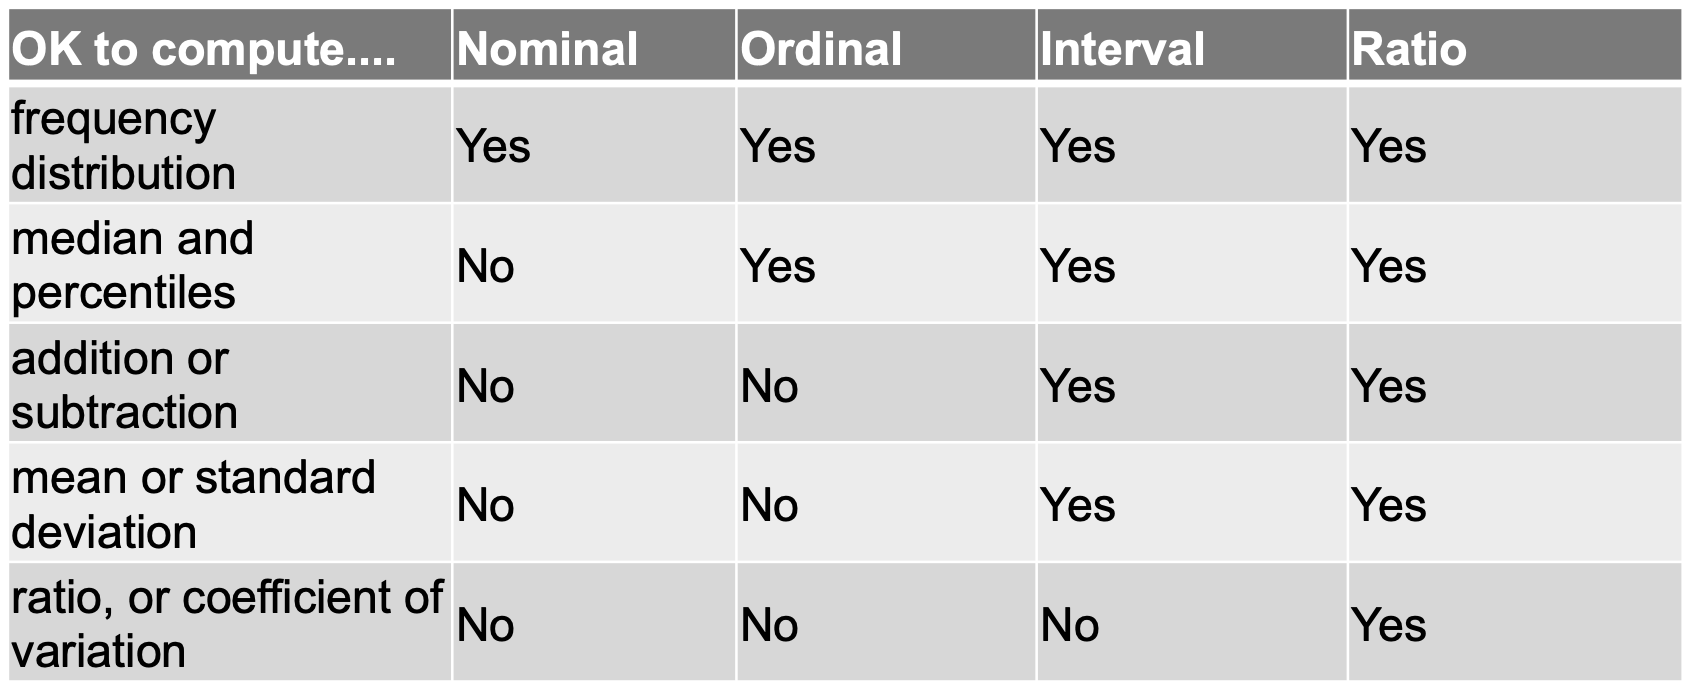 OK to compute.... Nominal Ordinal Interval Ratio
frequency
distribution Yes Yes Yes Yes
median and
percentiles No Yes Yes Yes
addition or
subtraction No No Yes Yes
mean or standard
deviation No No Yes Yes
ratio, or coefficient of
variation No No No Yes